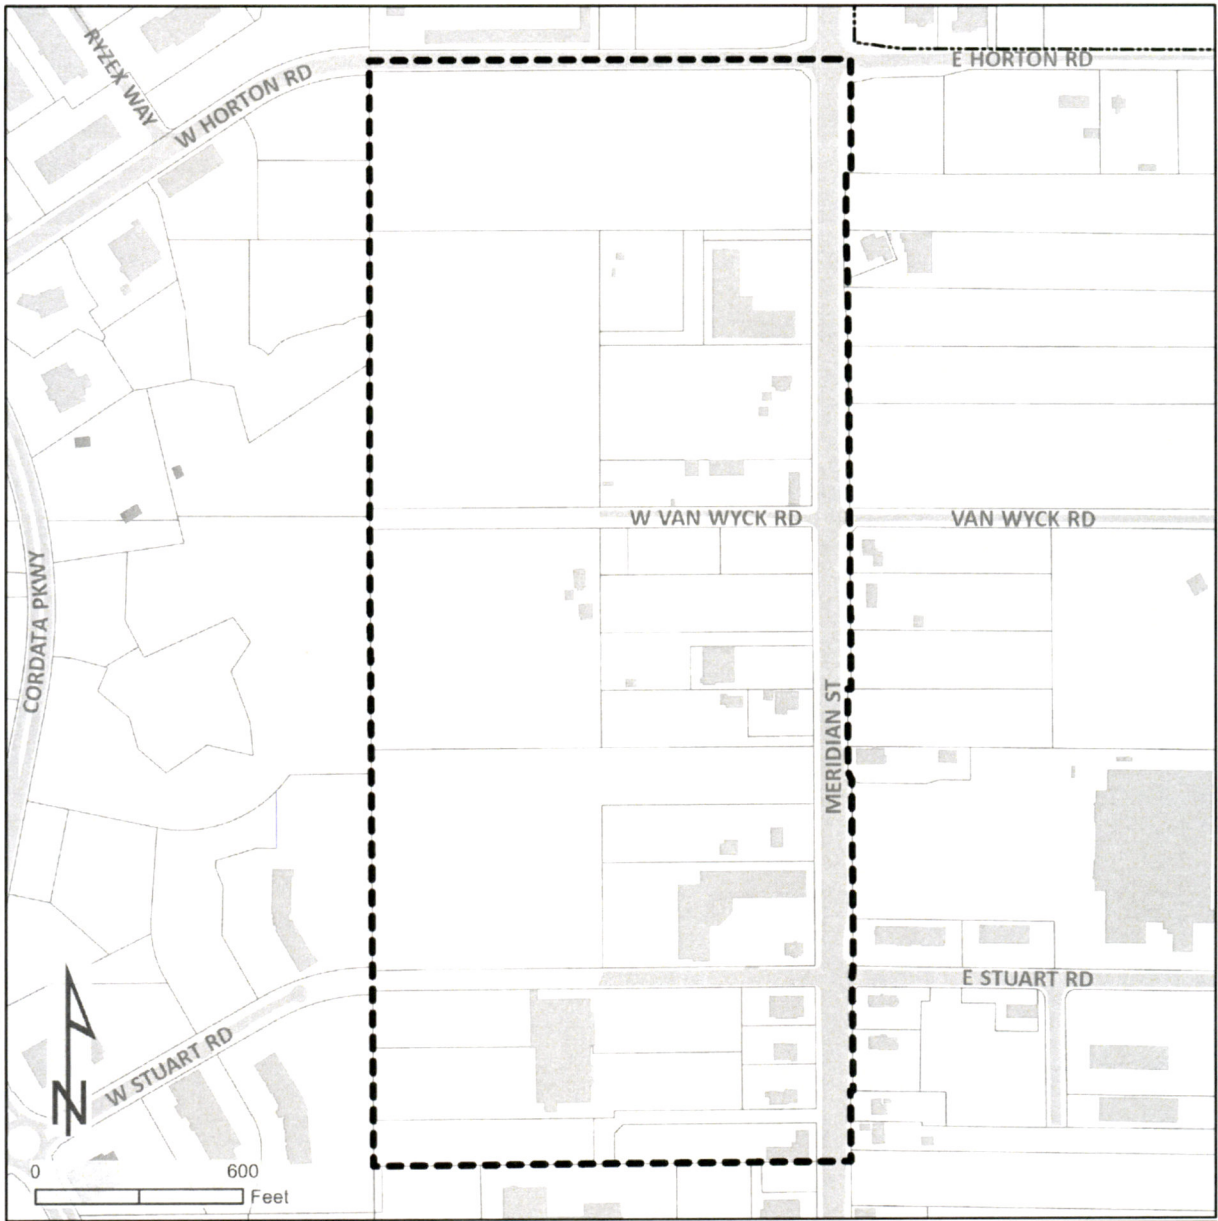 RYZEX WAY
W HORTON RD
E HORTON RD
W VAN WYCK RD
VAN WYCK RD
CORDATA PKWY
MERIDIAN ST
E STUART RD
W STUART RD
N
0 600
Feet